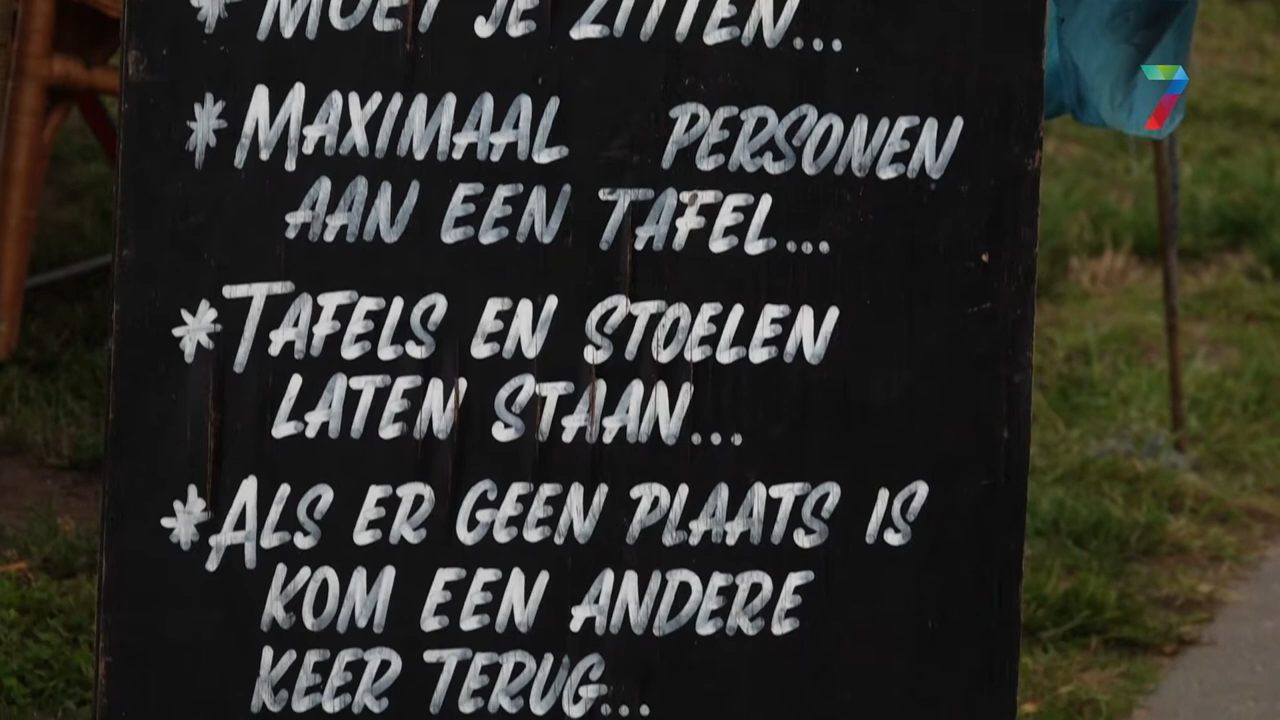 * MOET JE ZITTEN...
* MAXIMAAL PERSONEN
AAN EEN TAFEL...
* TAFELS EN STOELEN
LATEN STAAN...
* ALS ER GEEN PLAATS IS
KOM EEN ANDERE
KEER TERUG...
7